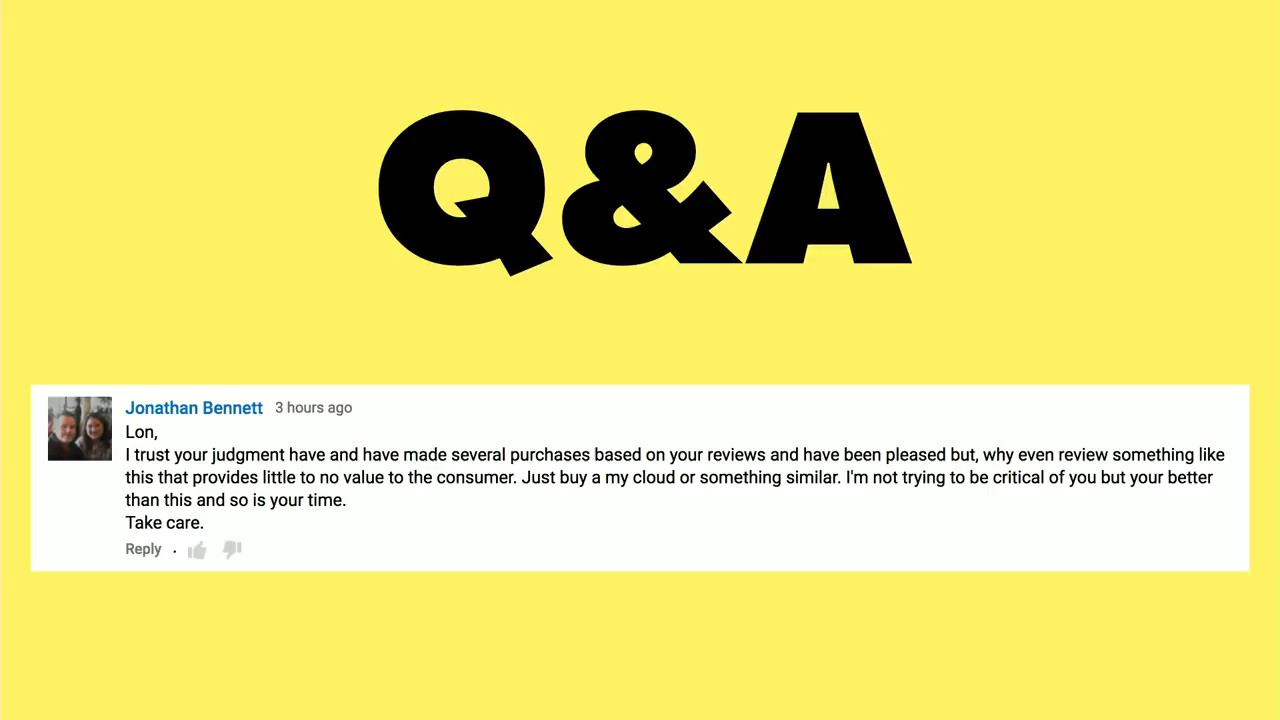 Q&A
Jonathan Bennett 3 hours ago
Lon,
I trust your judgment have and have made several purchases based on your reviews and have been pleased but, why even review something like
this that provides little to no value to the consumer. Just buy a my cloud or something similar. I'm not trying to be critical of you but your better
than this and so is your time.
Take care.
Reply .